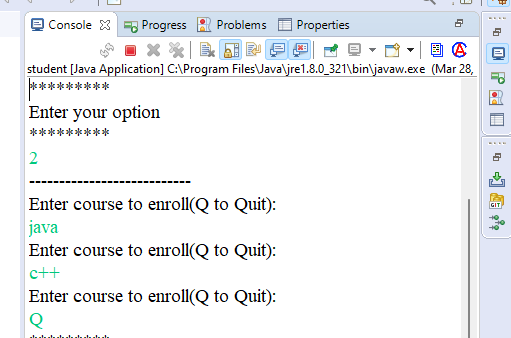 Console Progress Problems Properties
student [Java Application] C:\Program Files\Java\jre1.8.0_321\bin\javaw.exe (Mar 28,
*********
Enter your option
*********
2
---------------------------
Enter course to enroll(Q to Quit):
java
Enter course to enroll(Q to Quit):
c++
Enter course to enroll(Q to Quit):
Q
*********
GIT